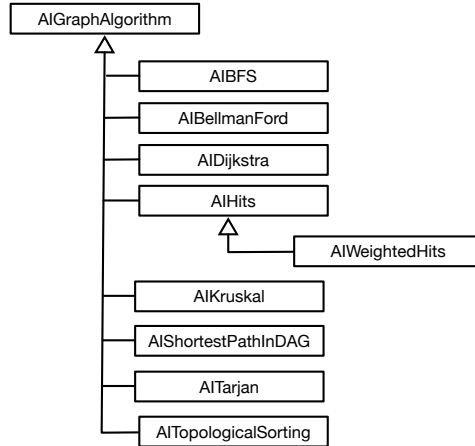 AIGraphAlgorithm
AIBFS
AIBellmanFord
AIDijkstra
AIHits
AIWeightedHits
AIKruskal
AIShortestPathInDAG
AITarjan
AITopologicalSorting